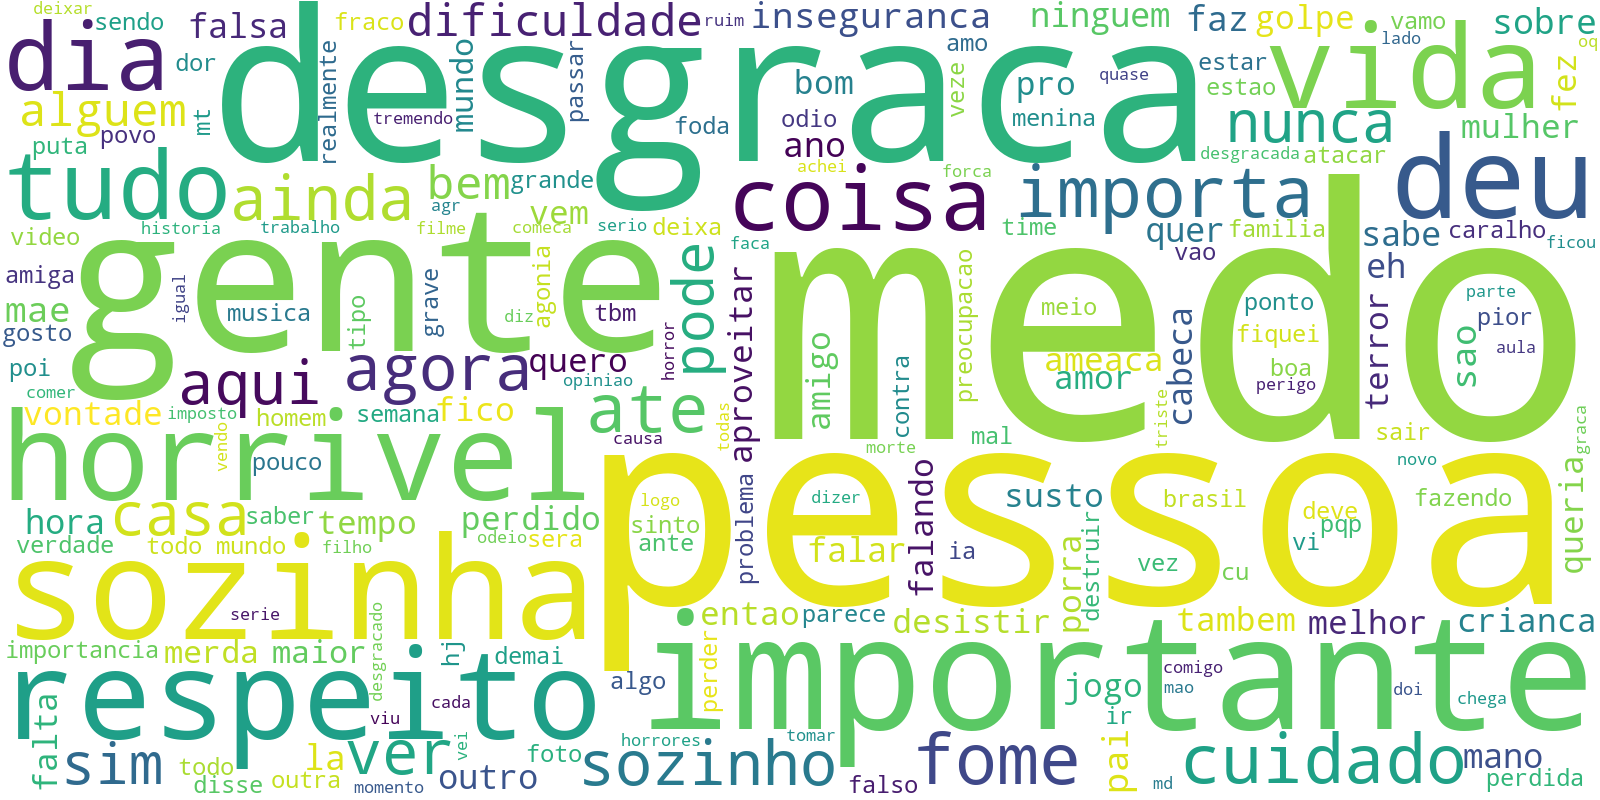 deixar
sendo
falsa
fraco
dificuldade
ruim
inseguranca
ninguem
faz
golpe
vamo
sobre
dia
dor
desgraca
amo
estar
lado
oq
vida
fez
alguem
povo
mt
realmente
tremendo
mundo
passar
foda
bom
odio
veze
pro
menina
estao
nunca
mulher
puta
ano
achei
forca
desgracada
atacar
tudo
ainda
bem
grande
agr
vem
coisa
importa
deu
video
historia
trabalho
filme
comeca
serio
deixa
faca
time
quer
familia
vao
sabe
caralho
ficou
amiga
igual
gente
mae
gosto
musica
tipo
grave
diz
agonia
tbm
pode
horror
medo
eh
meio
ponto
fiquei
parte
pior
aula
poi
aqui
agora
quero
opiniao
aproveitar
amigo
contra
preocupacao
ameaca
amor
boa
perigo
cabeca
terror
sao
comer
vontade
imposto
homem
semana
fico
ate
causa
todas
morte
mal
triste
sair
graca
horrivel
vendo
pouco
novo
hora
casa
saber
tempo
perdido
logo
sinto
ante
problema
dizer
falando
susto
brasil
deve
pqp
fazendo
queria
verdade
todo mundo
filho
odeio
sera
pessoa
falar
ia
porra
destruir
vez
vi
cu
sozinha
serie
entao
parece
desistir
tambem
melhor
crianca
importancia
merda
maior
desgracado
hj
demai
perder
importante
comigo
mao
doi
chega
respeito
viu
cada
algo
jogo
ir
falta
sim
todo
disse
outra
la
momento
ver
vei
outro
foto
horrores
sozinho
tomar
falso
fome
pai
md
cuidado
mano
perdida